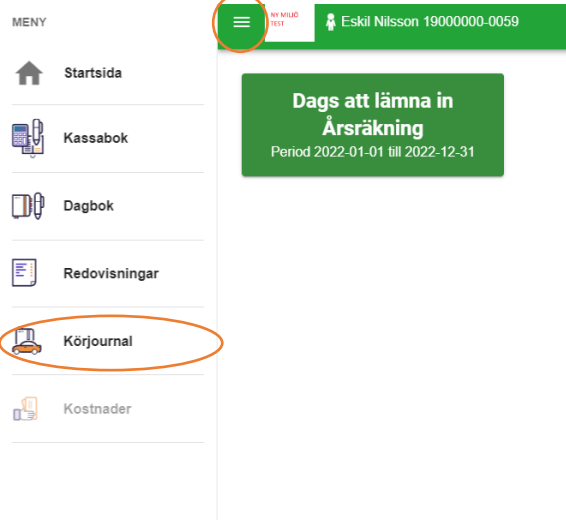 MENY
Startsida
Kassabok
Dagbok
Redovisningar
Körjournal
Kostnader
NY MILJÖ
TEST
Eskil Nilsson 19000000-0059
Dags att lämna in
Årsräkning
Period 2022-01-01 till 2022-12-31